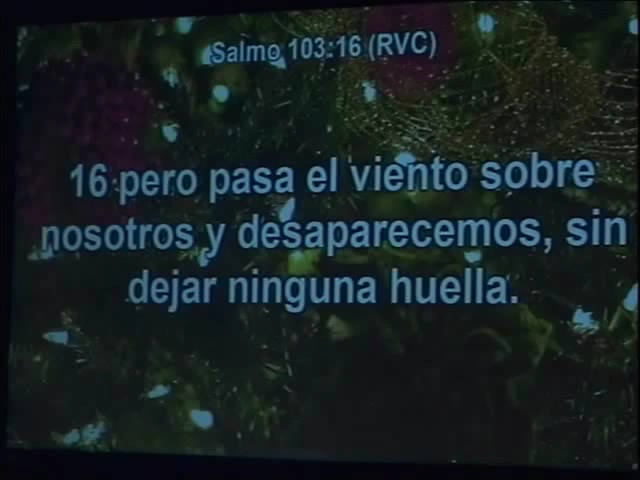 Salmo 103:16 (RVC)
16 pero pasa el viento sobre
nosotros y desaparecemos, sin
dejar ninguna huella.